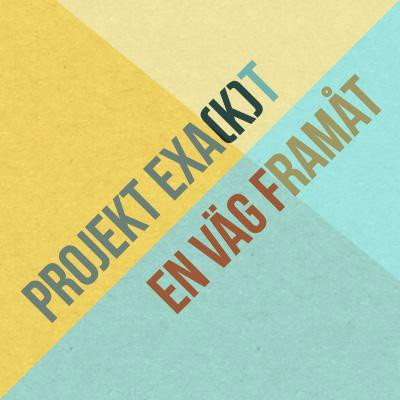 PROJEKT EXA(K)T
EN VÄG FRAMÅT